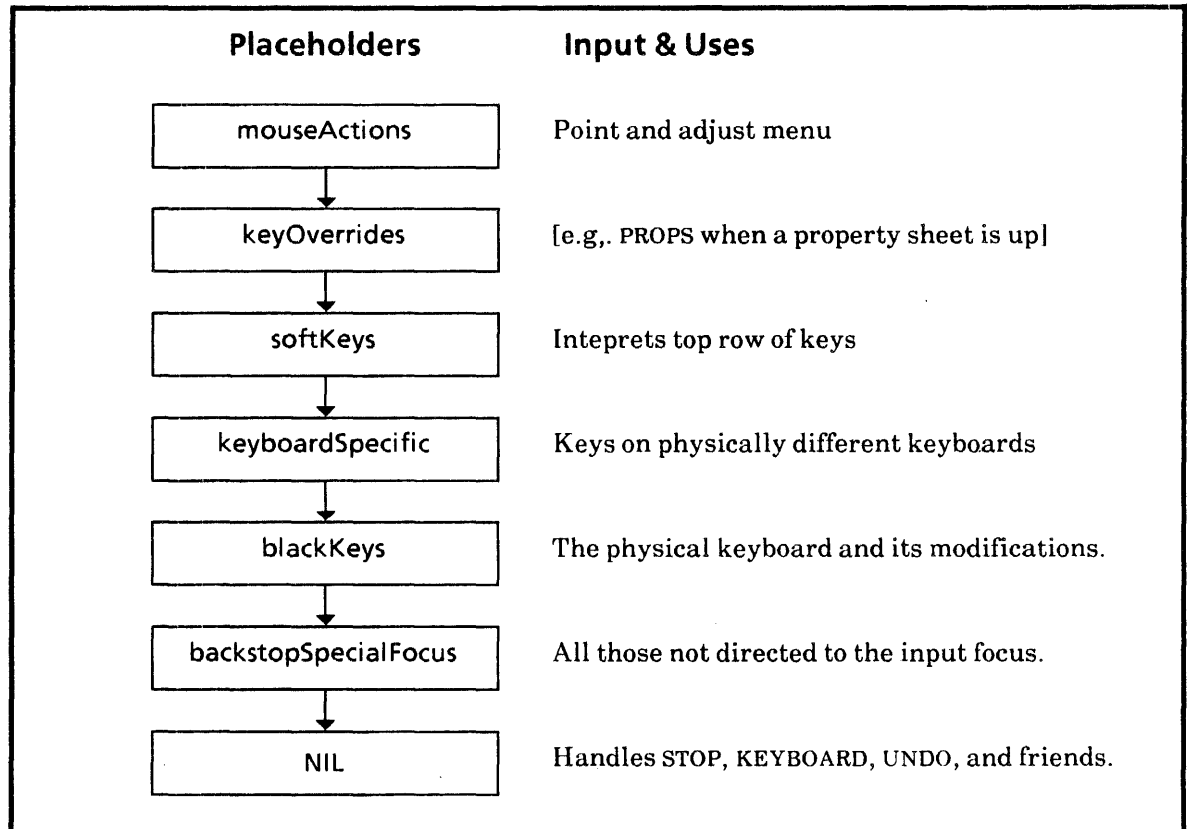 Placeholders Input & Uses
mouseActions Point and adjust menu
keyOverrides [e.g,. PROPS when a property sheet is up]
softKeys Inteprets top row of keys
keyboardSpecific Keys on physically different keyboards
blackKeys The physical keyboard and its modifications.
backstopSpecialFocus All those not directed to the input focus.
NIL Handles STOP, KEYBOARD, UNDO, and friends.